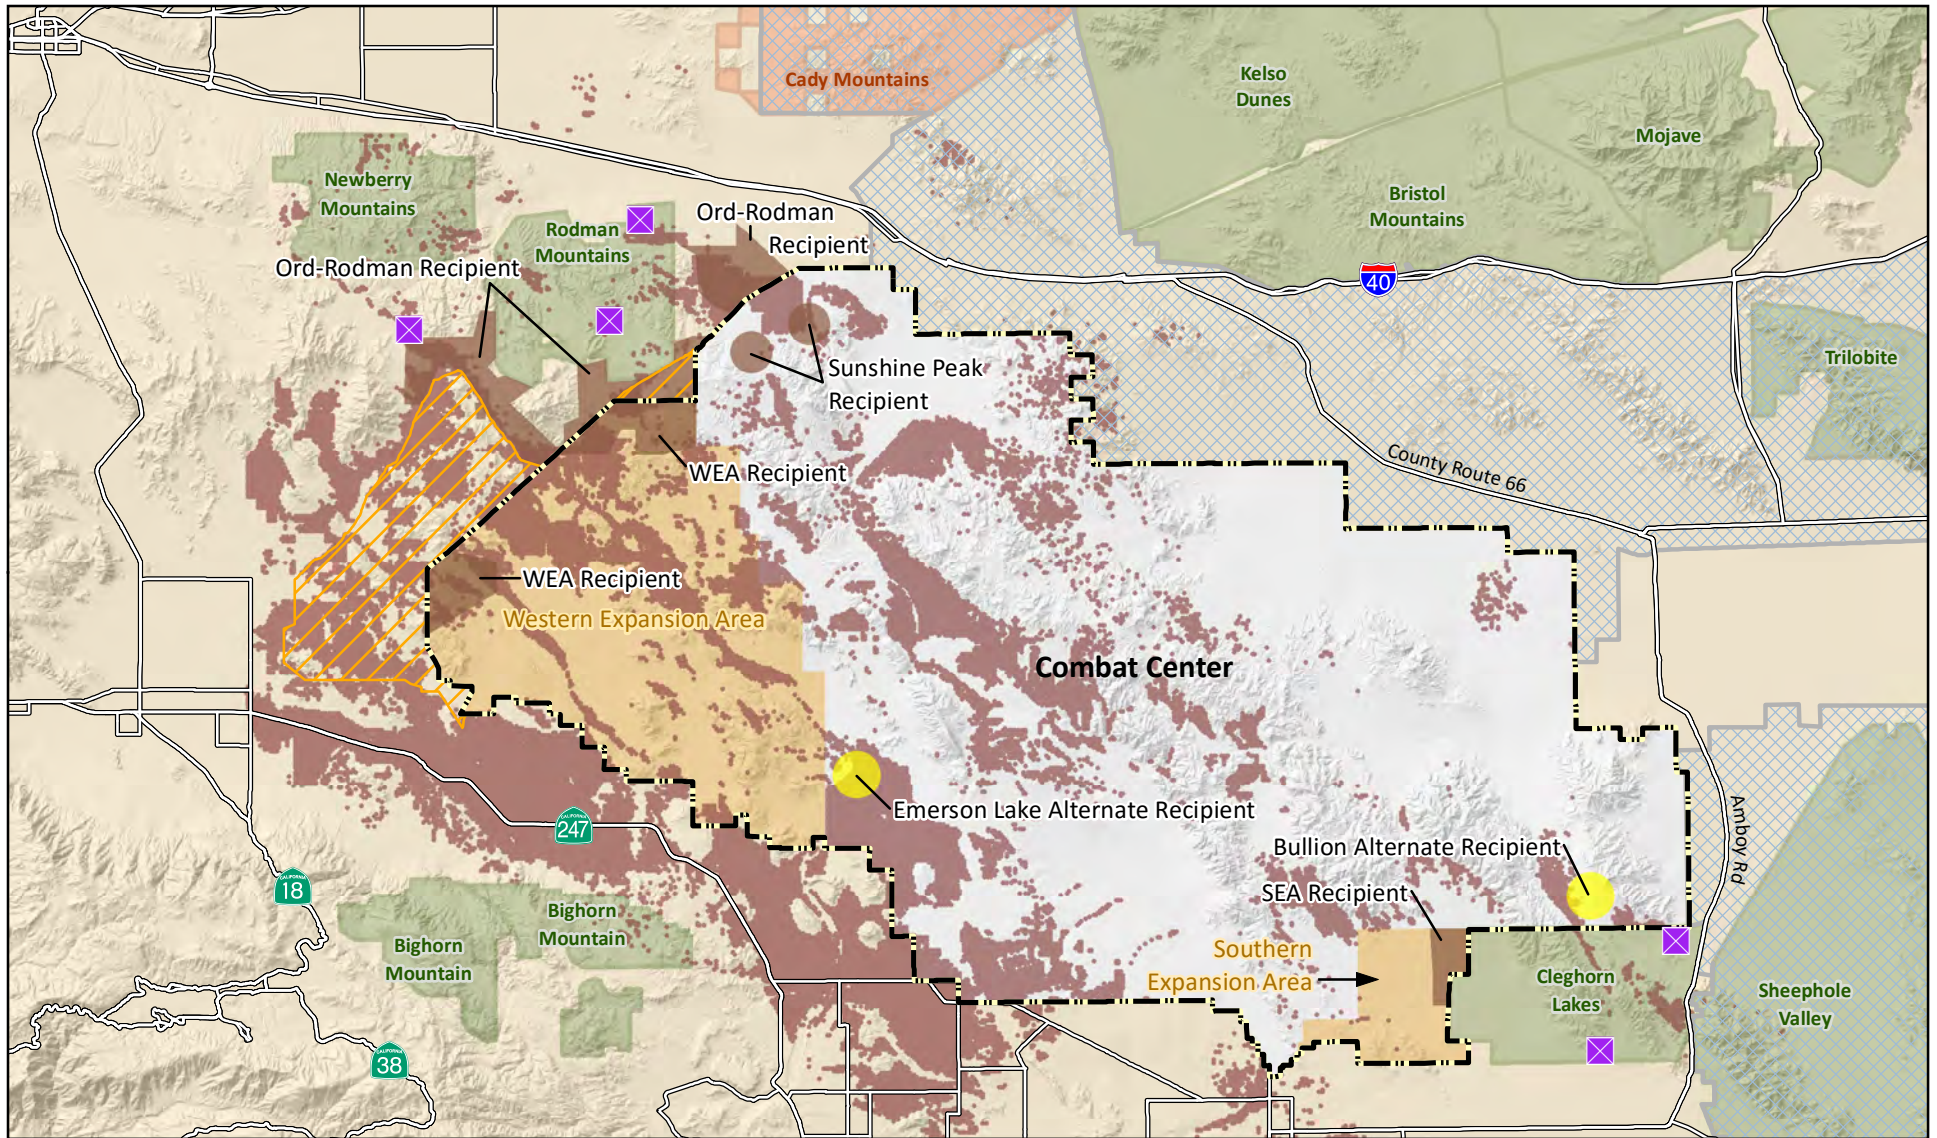 Cady Mountains
Kelso
Dunes
Mojave
Newberry
Mountains
Bristol
Mountains
Rodman
Mountains
Ord-Rodman
Recipient
Ord-Rodman Recipient
40
Sunshine Peak
Recipient
Trilobite
WEA Recipient
County Route 66
WEA Recipient
Western Expansion Area
Combat Center
Emerson Lake Alternate Recipient
CALIFORNIA
247
Amboy Rd
Bullion Alternate Recipient
CALIFORNIA
18
SEA Recipient
Bighorn
Mountain
Bighorn
Mountain
Southern
Expansion Area
Cleghorn
Lakes
Sheephole
Valley
CALIFORNIA
38